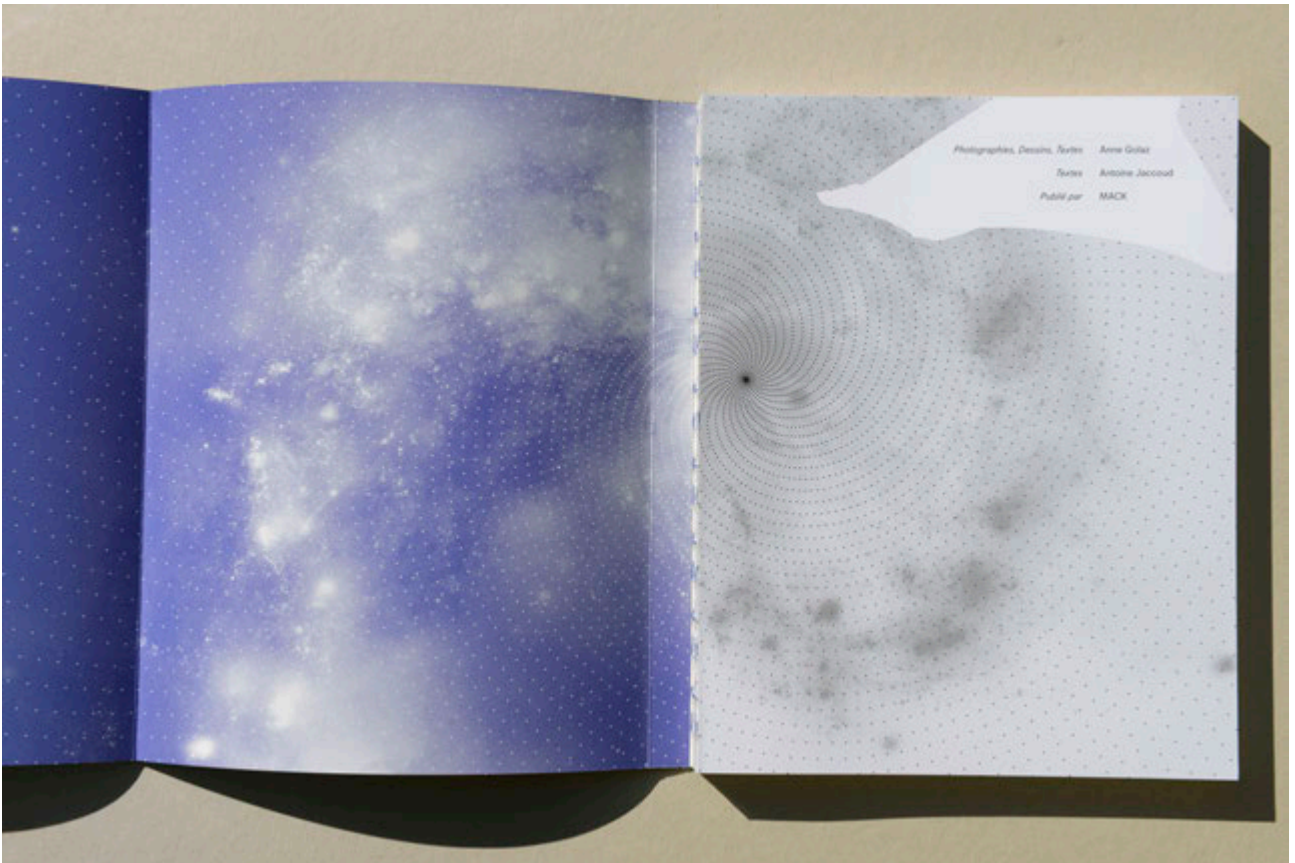 Photographies, Dessins, Textes Anne Golaz
Textes Antoine Jaccoud
Publié par MACK